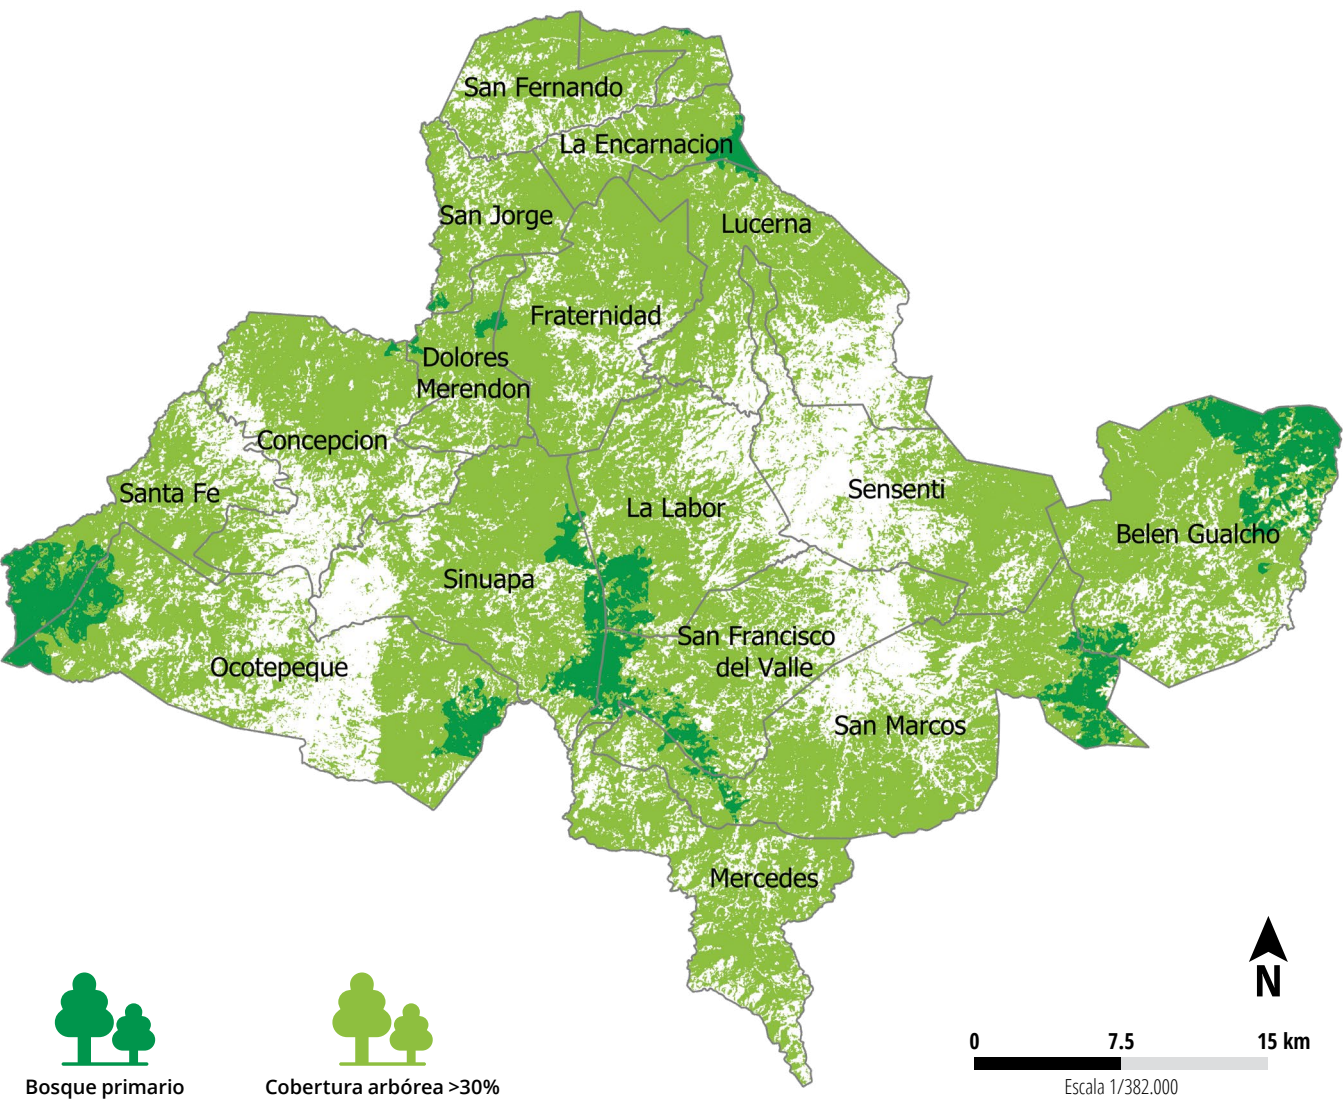 San Fernando
La Encarnacion
San Jorge
Lucerna
Fraternidad
Dolores
Merendon
Concepcion
Santa Fe
Sensenti
La Labor
Belen Gualcho
Sinuapa
San Francisco
del Valle
Ocotepeque
San Marcos
Mercedes
N
0 7.5 15 km
Escala 1/382.000
Bosque primario
Cobertura arbórea >30%